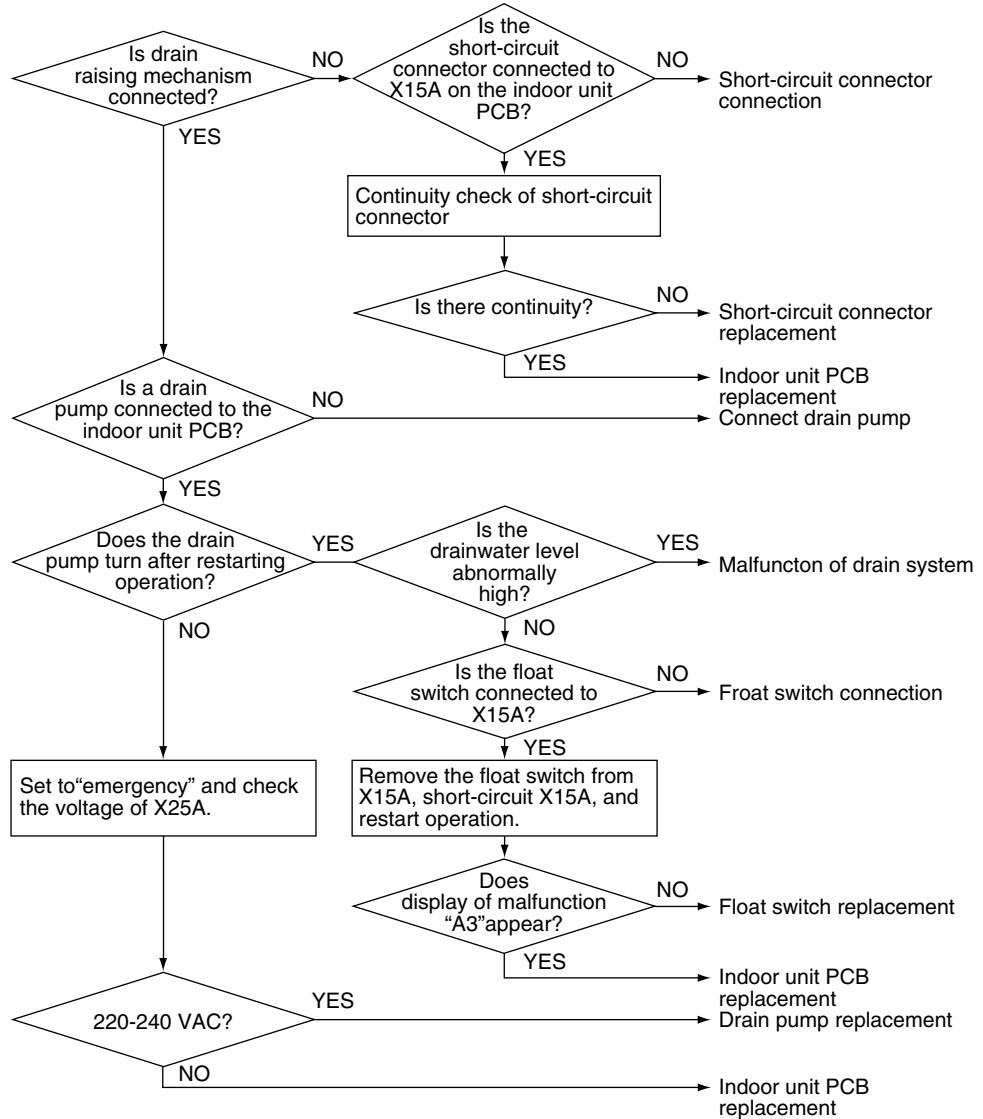 Is drain
raising mechanism
connected?
NO
Is the
short-circuit
connector connected to
X15A on the indoor unit
PCB?
NO
Short-circuit connector
connection
YES
YES
Continuity check of short-circuit
connector
Is there continuity?
NO
Short-circuit connector
replacement
YES
Indoor unit PCB
replacement
Is a drain
pump connected to the
indoor unit PCB?
NO
Connect drain pump
YES
Does the drain
pump turn after restarting
operation?
YES
Is the
drainwater level
abnormally
high?
YES
Malfuncton of drain system
NO
NO
Is the float
switch connected to
X15A?
NO
Froat switch connection
YES
Set to“emergency” and check
the voltage of X25A.
Remove the float switch from
X15A, short-circuit X15A, and
restart operation.
Does
display of malfunction
“A3”appear?
NO
Float switch replacement
YES
Indoor unit PCB
replacement
220-240 VAC?
YES
Drain pump replacement
NO
Indoor unit PCB
replacement